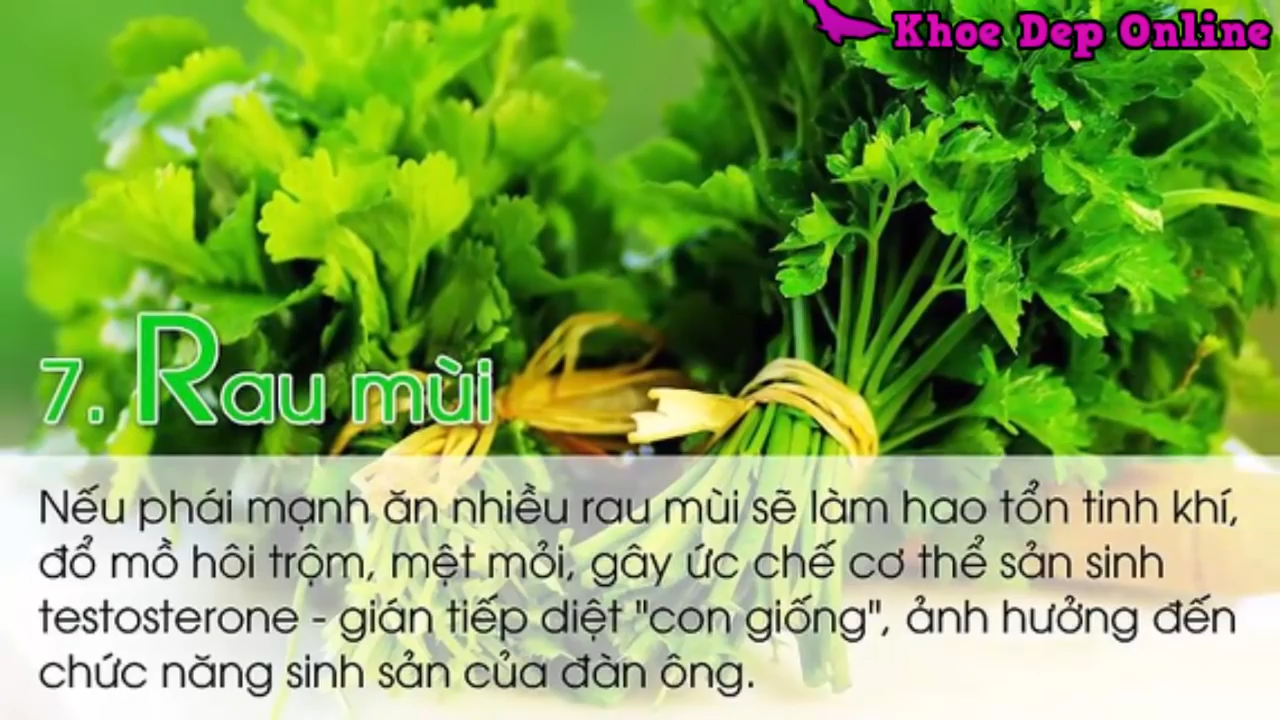 Khoe Dep Online
7. Rau mùi
Nếu phái mạnh ăn nhiều rau mùi sẽ làm hao tổn tinh khí,
đổ mồ hôi trộm, mệt mỏi, gây ức chế cơ thể sản sinh
testosterone - gián tiếp diệt "con giống", ảnh hưởng đến
chức năng sinh sản của đàn ông.